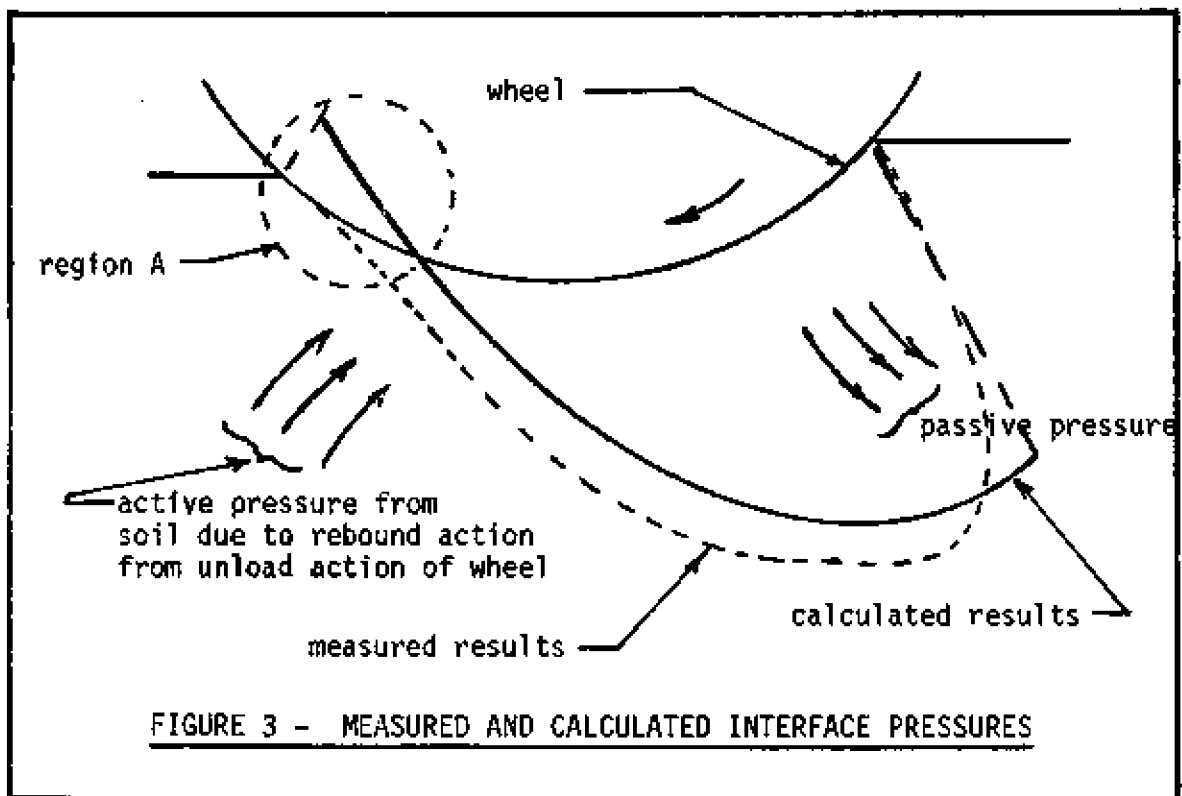 wheel
region A
passive pressure
active pressure from
soil due to rebound action
from unload action of wheel
calculated results
measured results
FIGURE 3 - MEASURED AND CALCULATED INTERFACE PRESSURES